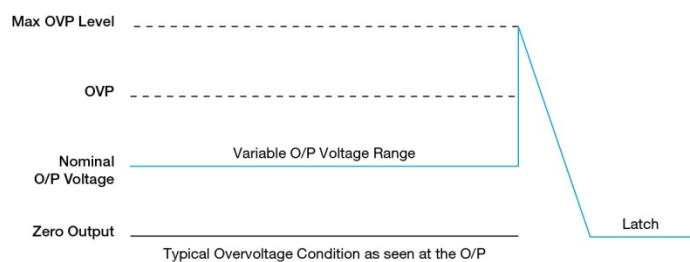 Max OVP Level
OVP
Variable O/P Voltage Range
Nominal
O/P Voltage
Zero Output
Latch
Typical Overvoltage Condition as seen at the O/P